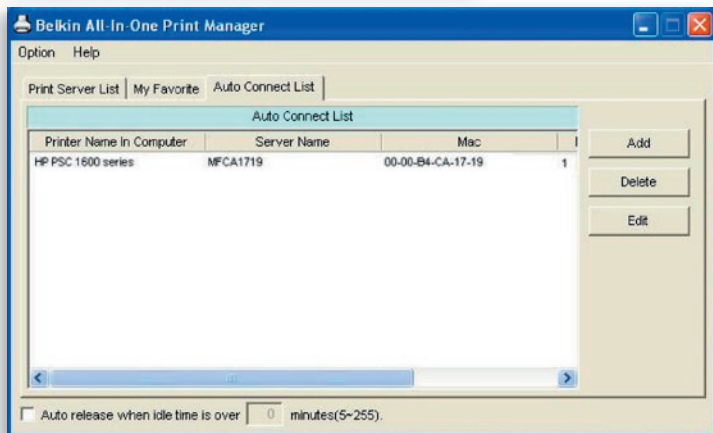 Belkin All-In-One Print Manager
Option Help
Print Server List My Favorite Auto Connect List
Auto Connect List
Printer Name In Computer Server Name Mac
HP PSC 1600 series MFCA1719 00-00-B4-CA-17-19 1
Add
Delete
Edit
Auto release when idle time is over 0 minutes(5~255).